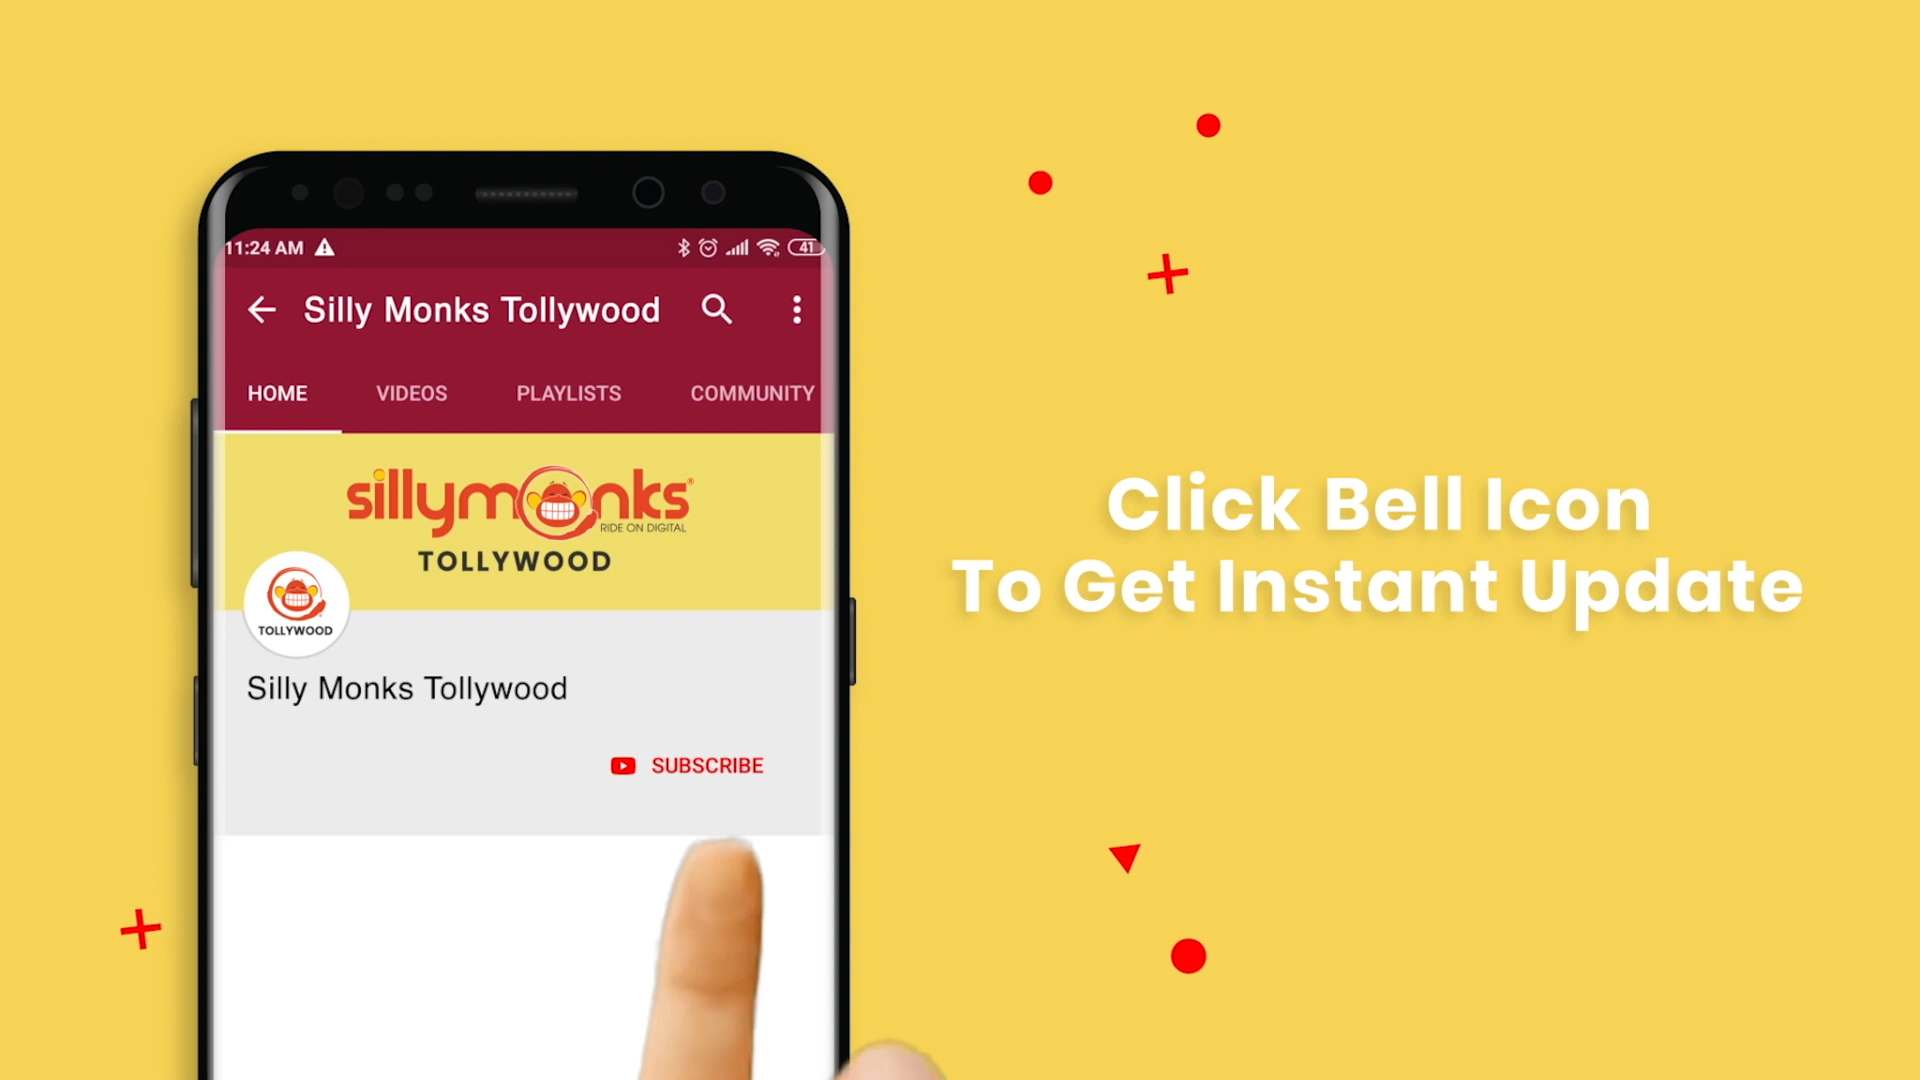 11:24 AM
41
Silly Monks Tollywood
HOME VIDEOS PLAYLISTS COMMUNITY
sillymonks®
RIDE ON DIGITAL
TOLLYWOOD
TOLLYWOOD
Silly Monks Tollywood
SUBSCRIBE
Click Bell Icon
To Get Instant Update